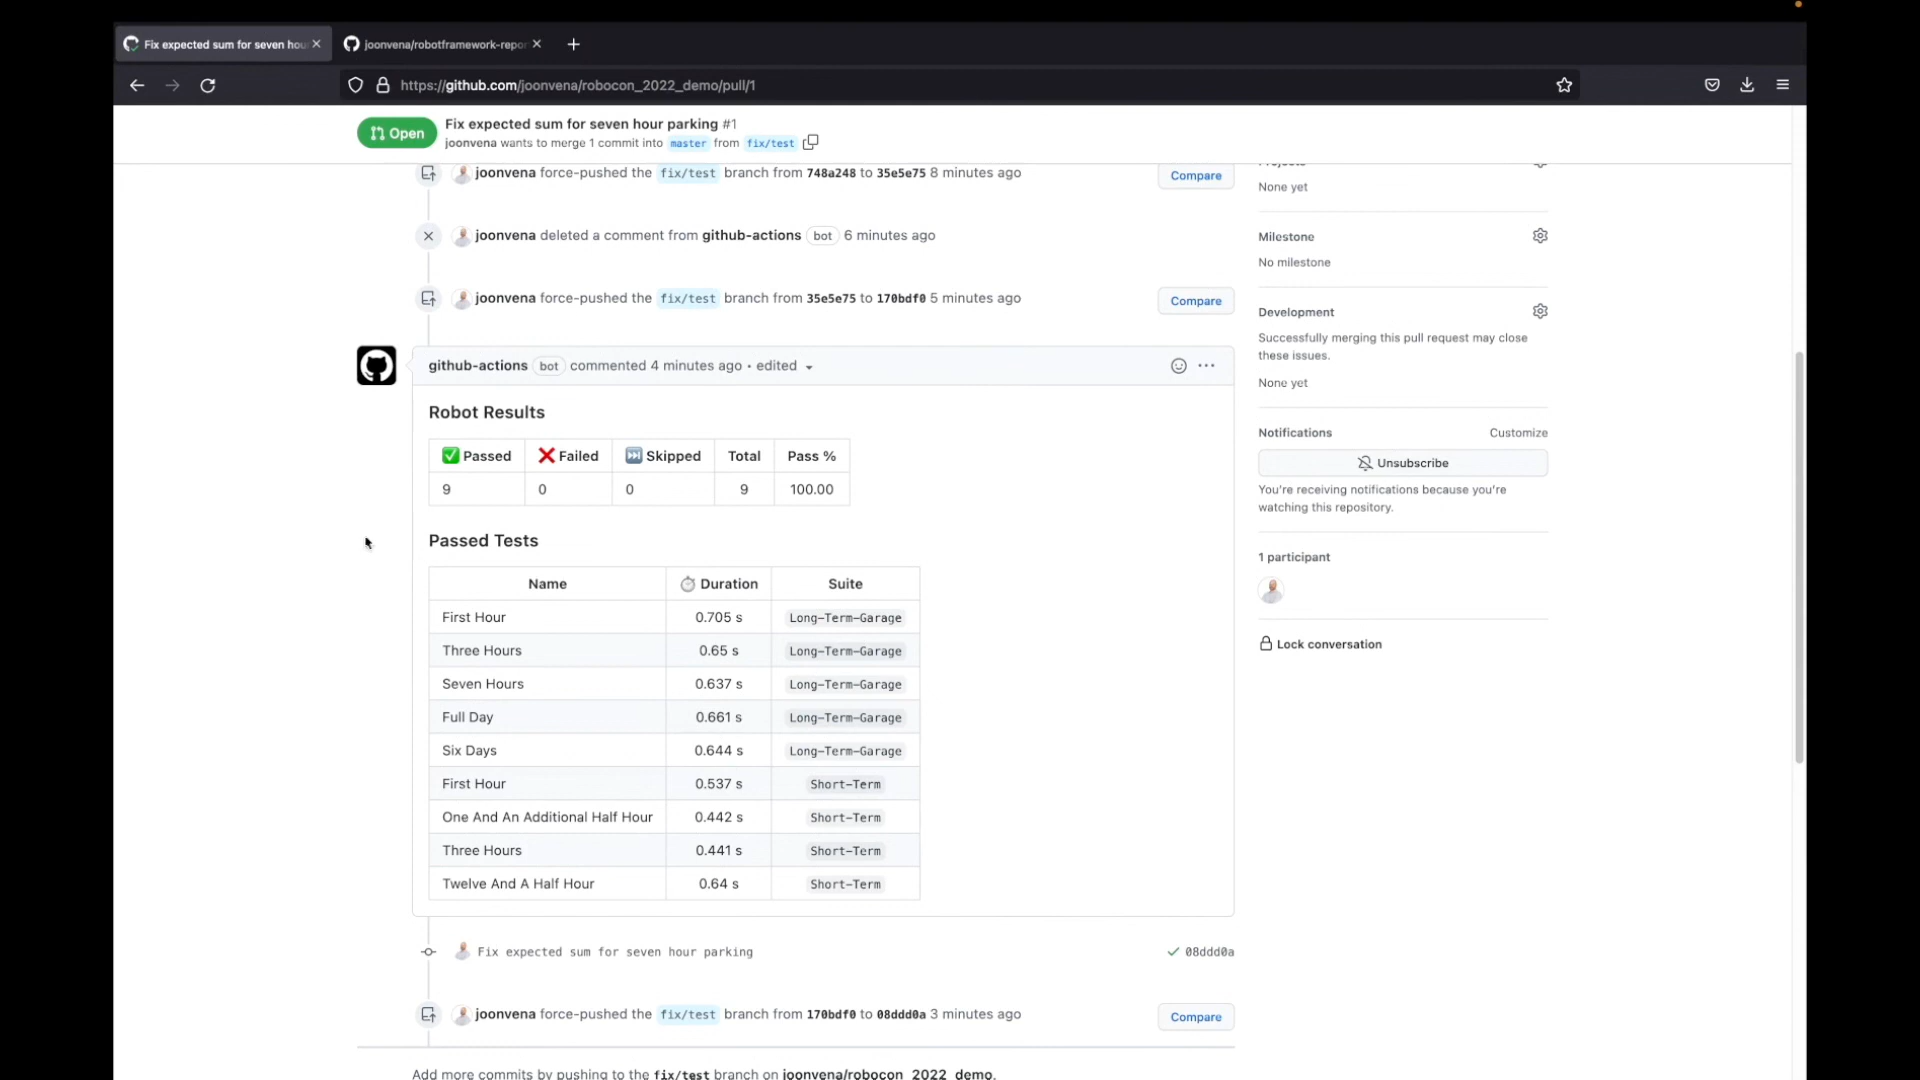 Fix expected sum for seven hou
joonvena/robotframework-repor
https://github.com/joonvena/robocon_2022_demo/pull/1
Open
Fix expected sum for seven hour parking #1
joonvena wants to merge 1 commit into master from fix/test
joonvena force-pushed the fix/test branch from 748a248 to 35e5e75 8 minutes ago
Compare
joonvena deleted a comment from github-actions bot 6 minutes ago
joonvena force-pushed the fix/test branch from 35e5e75 to 170bdf0 5 minutes ago
Compare
github-actions bot commented 4 minutes ago • edited
Robot Results
Passed Failed Skipped Total Pass %
9 0 0 9 100.00
Passed Tests
Name Duration Suite
First Hour 0.705 s Long-Term-Garage
Three Hours 0.65 s Long-Term-Garage
Seven Hours 0.637 s Long-Term-Garage
Full Day 0.661 s Long-Term-Garage
Six Days 0.644 s Long-Term-Garage
First Hour 0.537 s Short-Term
One And An Additional Half Hour 0.442 s Short-Term
Three Hours 0.441 s Short-Term
Twelve And A Half Hour 0.64 s Short-Term
Fix expected sum for seven hour parking 08ddd0a
joonvena force-pushed the fix/test branch from 170bdf0 to 08ddd0a 3 minutes ago
Compare
Add more commits by pushing to the fix/test branch on joonvena/robocon_2022_demo.
Projects
None yet
Milestone
No milestone
Development
Successfully merging this pull request may close
these issues.
None yet
Notifications Customize
Unsubscribe
You're receiving notifications because you're
watching this repository.
1 participant
Lock conversation